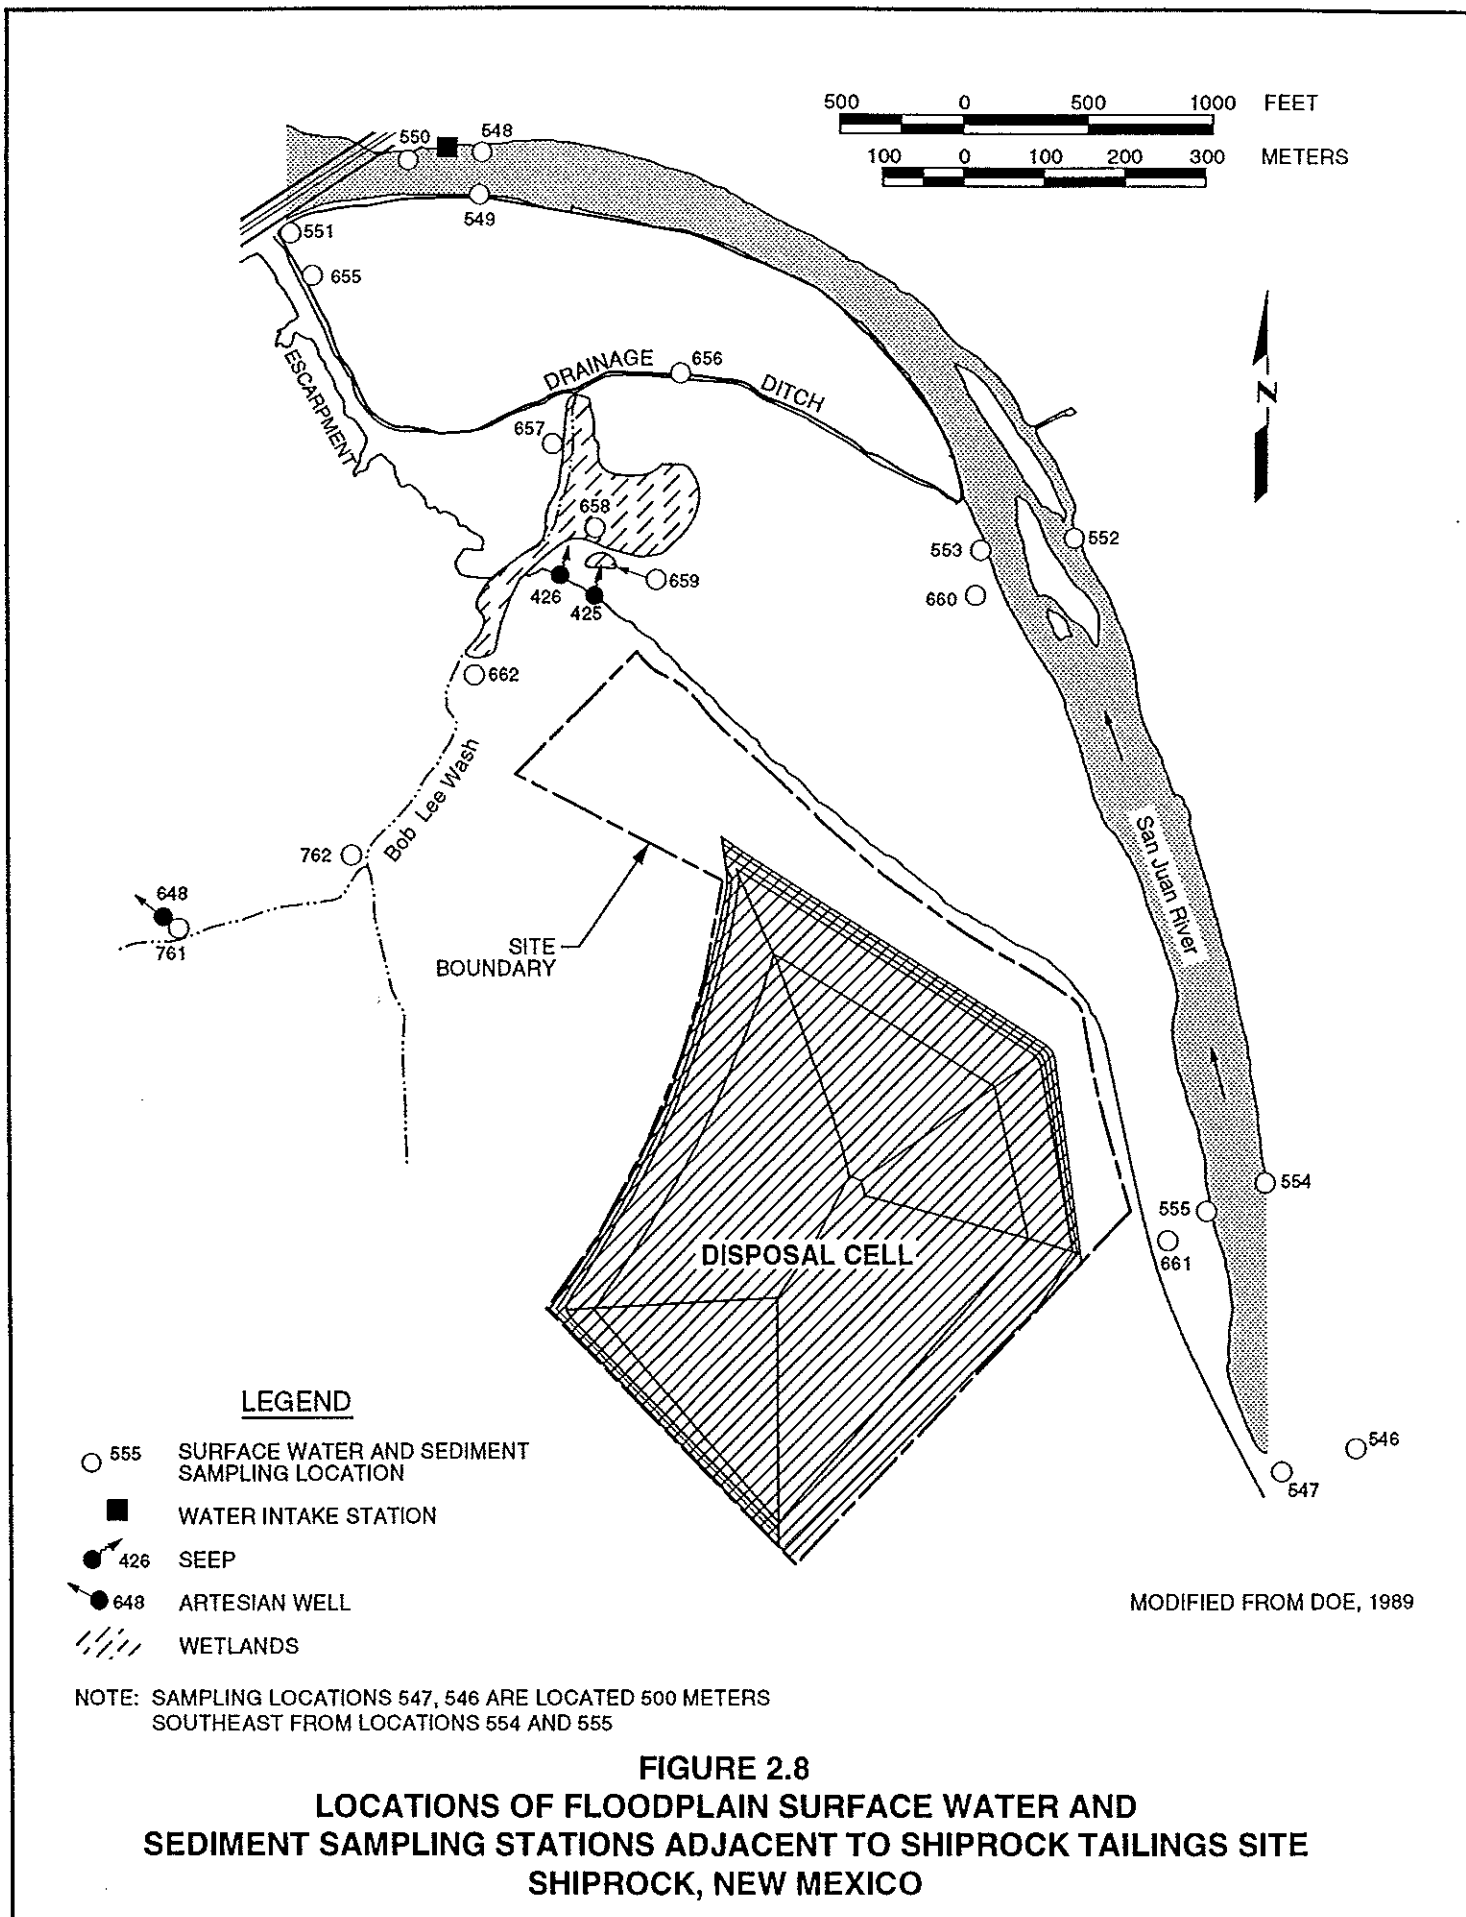 500 0 500 1000 FEET
100 0 100 200 300 METERS
550
548
549
551
655
ESCARPMENT
DRAINAGE DITCH
656
657
658
659
426
425
553
552
660
N
662
Bob Lee Wash
762
648
761
SITE
BOUNDARY
San Juan River
DISPOSAL CELL
554
555
661
546
547
LEGEND
555 SURFACE WATER AND SEDIMENT
SAMPLING LOCATION
WATER INTAKE STATION
426 SEEP
648 ARTESIAN WELL
WETLANDS
MODIFIED FROM DOE, 1989
NOTE: SAMPLING LOCATIONS 547, 546 ARE LOCATED 500 METERS
SOUTHEAST FROM LOCATIONS 554 AND 555
FIGURE 2.8
LOCATIONS OF FLOODPLAIN SURFACE WATER AND
SEDIMENT SAMPLING STATIONS ADJACENT TO SHIPROCK TAILINGS SITE
SHIPROCK, NEW MEXICO